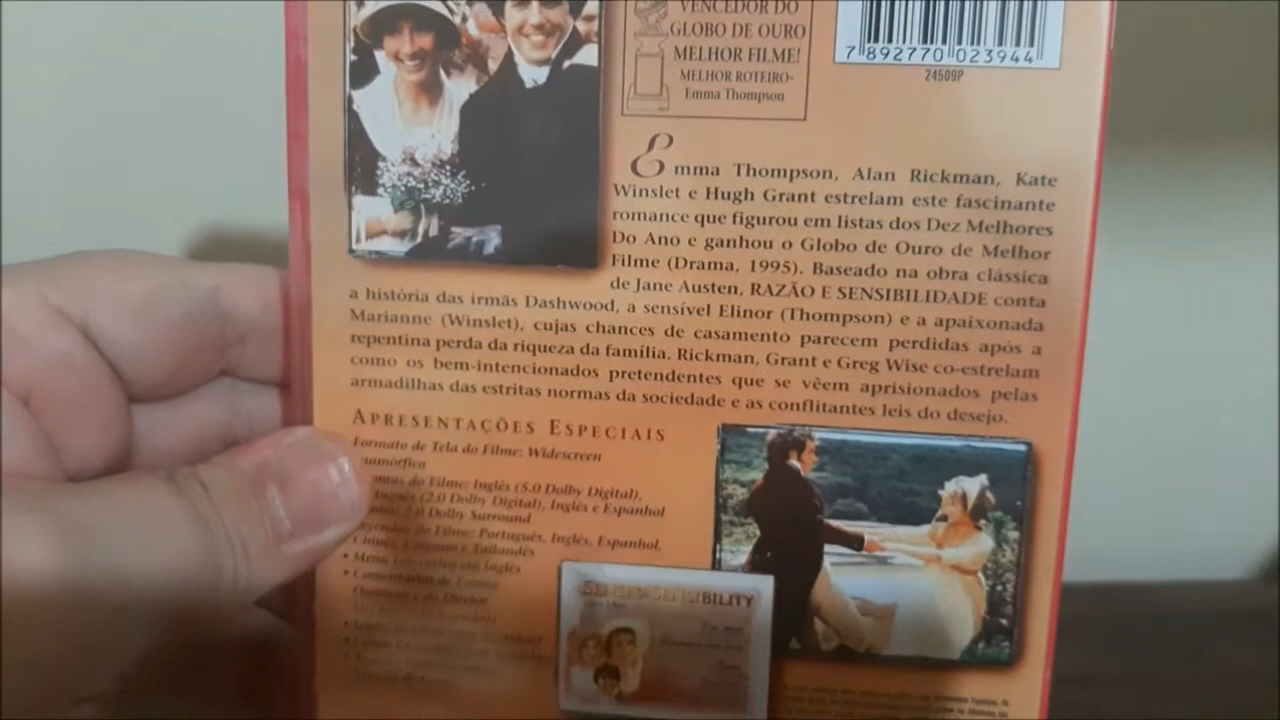 VENCEDOR DO
GLOBO DE OURO
MELHOR FILME!
MELHOR ROTEIRO-
Emma Thompson
7 892770 023944
24509P
Emma Thompson, Alan Rickman, Kate
Winslet e Hugh Grant estrelam este fascinante
romance que figurou em listas dos Dez Melhores
Do Ano e ganhou o Globo de Ouro de Melhor
Filme (Drama, 1995). Baseado na obra clássica
de Jane Austen, RAZÃO E SENSIBILIDADE conta
a história das irmãs Dashwood, a sensível Elinor (Thompson) e a apaixonada
Marianne (Winslet), cujas chances de casamento parecem perdidas após a
repentina perda da riqueza da família. Rickman, Grant e Greg Wise co-estrelam
como os bem-intencionados pretendentes que se vêem aprisionados pelas
armadilhas das estritas normas da sociedade e as conflitantes leis do desejo.
APRESENTAÇÕES ESPECIAIS
Formato de Tela do Filme: Widescreen
do Filme: Inglês (5.0 Dolby Digital),
(2.0 Dolby Digital), Inglês e Espanhol
2.0 Dolby Surround
do Filme: Português, Inglês, Espanhol,
Chinês, e Tailandês
• Menu em Inglês
• Comentários de Emma
e do Diretor
SENSE SENSIBILITY